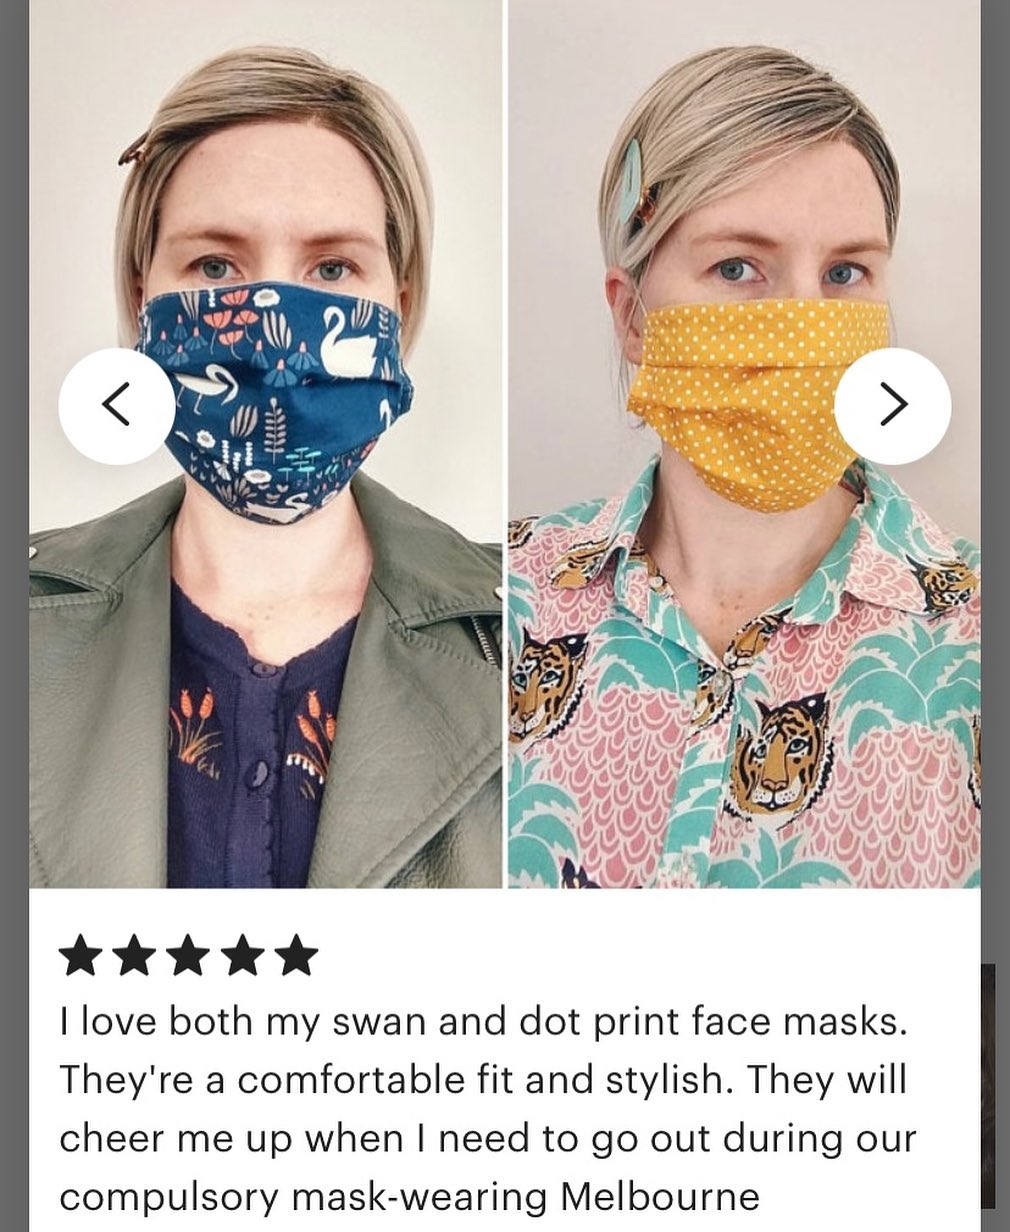 I love both my swan and dot print face masks.
They're a comfortable fit and stylish. They will
cheer me up when I need to go out during our
compulsory mask-wearing Melbourne